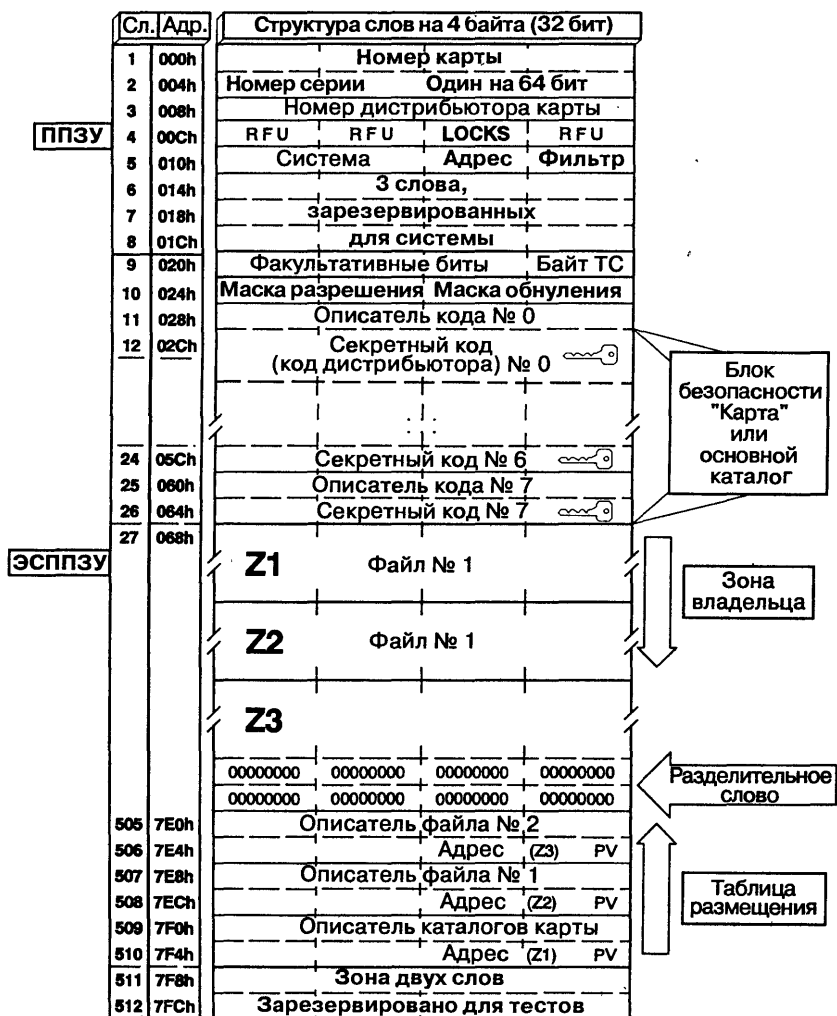 Сл. Адр. Структура слов на 4 байта (32 бит)
1 000h Номер карты
2 004h Номер серии Один на 64 бит
3 008h Номер дистрибьютора карты
ППЗУ 4 00Ch RFU RFU LOCKS RFU
5 010h Система Адрес Фильтр
6 014h 3 слова,
7 018h зарезервированных
8 01Ch для системы
9 020h Факультативные биты Байт ТС
10 024h Маска разрешения Маска обнуления
11 028h Описатель кода № 0
12 02Ch Секретный код
(код дистрибьютора) № 0
Блок
безопасности
"Карта"
или
основной
каталог
24 05Ch Секретный код № 6
25 060h Описатель кода № 7
26 064h Секретный код № 7
27 068h
ЭСППЗУ Z1 Файл № 1
Зона
владельца
Z2 Файл № 1
Z3
00000000 00000000 00000000 00000000
00000000 00000000 00000000 00000000
Разделительное
слово
505 7E0h Описатель файла № 2
506 7E4h Адрес (Z3) PV
507 7E8h Описатель файла № 1
508 7ECh Адрес (Z2) PV
509 7F0h Описатель каталогов карты
510 7F4h Адрес (Z1) PV
Таблица
размещения
511 7F8h Зона двух слов
512 7FCh Зарезервировано для тестов